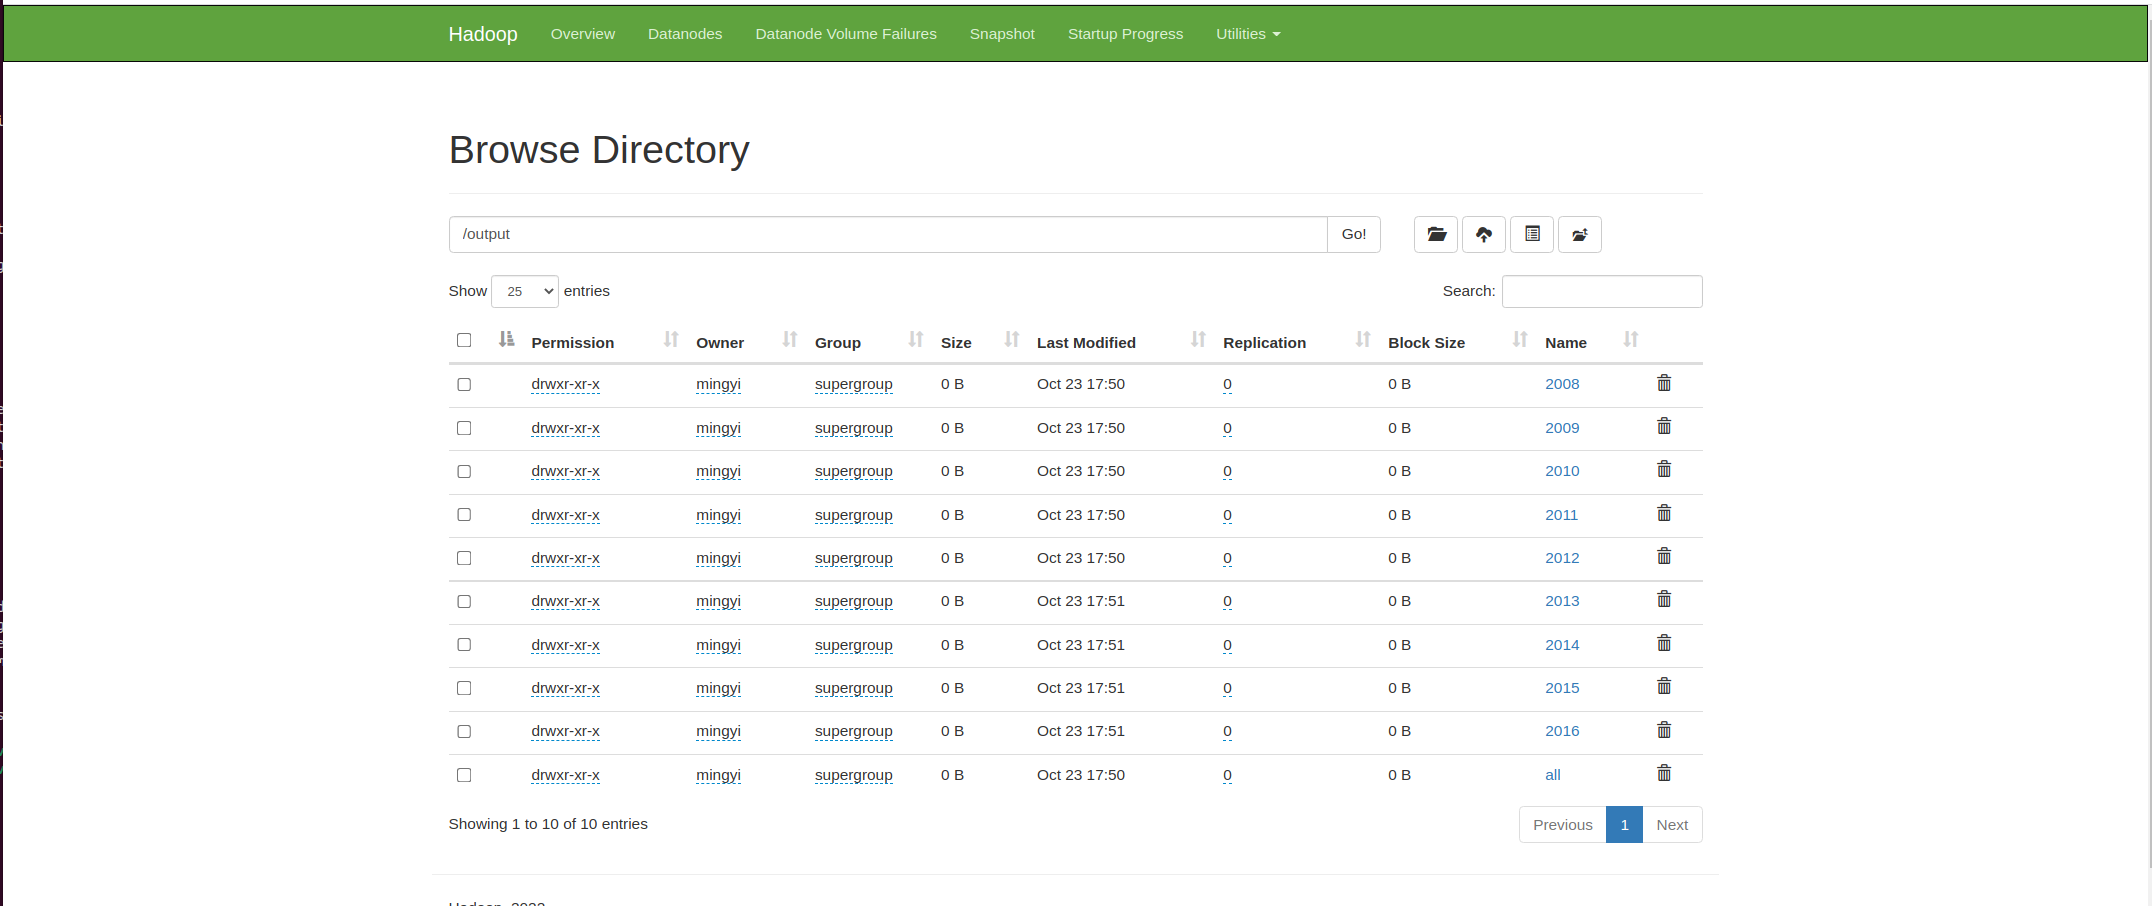 Hadoop Overview Datanodes Datanode Volume Failures Snapshot Startup Progress Utilities
Browse Directory
/output Go!
Show 25 entries Search:
Permission Owner Group Size Last Modified Replication Block Size Name
drwxr-xr-x mingyi supergroup 0 B Oct 23 17:50 0 0 B 2008
drwxr-xr-x mingyi supergroup 0 B Oct 23 17:50 0 0 B 2009
drwxr-xr-x mingyi supergroup 0 B Oct 23 17:50 0 0 B 2010
drwxr-xr-x mingyi supergroup 0 B Oct 23 17:50 0 0 B 2011
drwxr-xr-x mingyi supergroup 0 B Oct 23 17:50 0 0 B 2012
drwxr-xr-x mingyi supergroup 0 B Oct 23 17:51 0 0 B 2013
drwxr-xr-x mingyi supergroup 0 B Oct 23 17:51 0 0 B 2014
drwxr-xr-x mingyi supergroup 0 B Oct 23 17:51 0 0 B 2015
drwxr-xr-x mingyi supergroup 0 B Oct 23 17:51 0 0 B 2016
drwxr-xr-x mingyi supergroup 0 B Oct 23 17:50 0 0 B all
Showing 1 to 10 of 10 entries Previous 1 Next